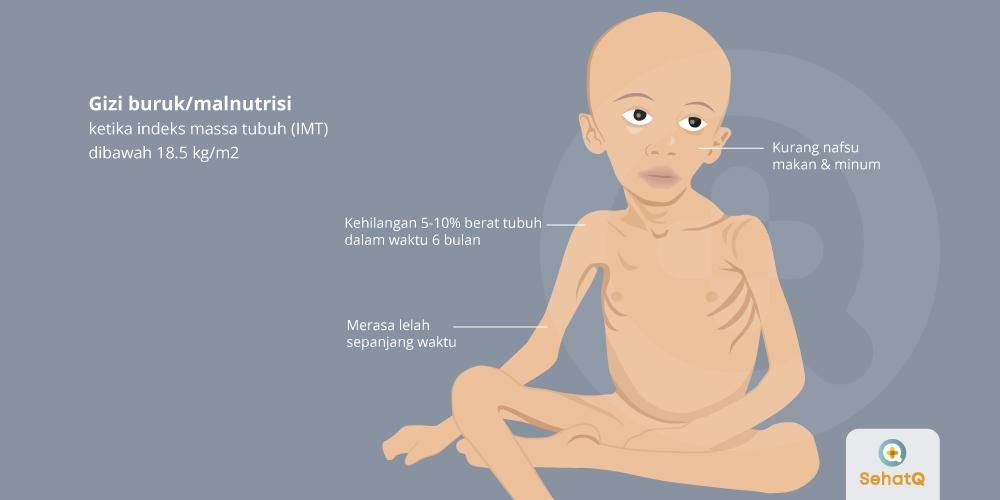 Gizi buruk/malnutrisi
ketika indeks massa tubuh (IMT)
dibawah 18.5 kg/m2
Kurang nafsu
makan & minum
Kehilangan 5-10% berat tubuh
dalam waktu 6 bulan
Merasa lelah
sepanjang waktu
SehatQ